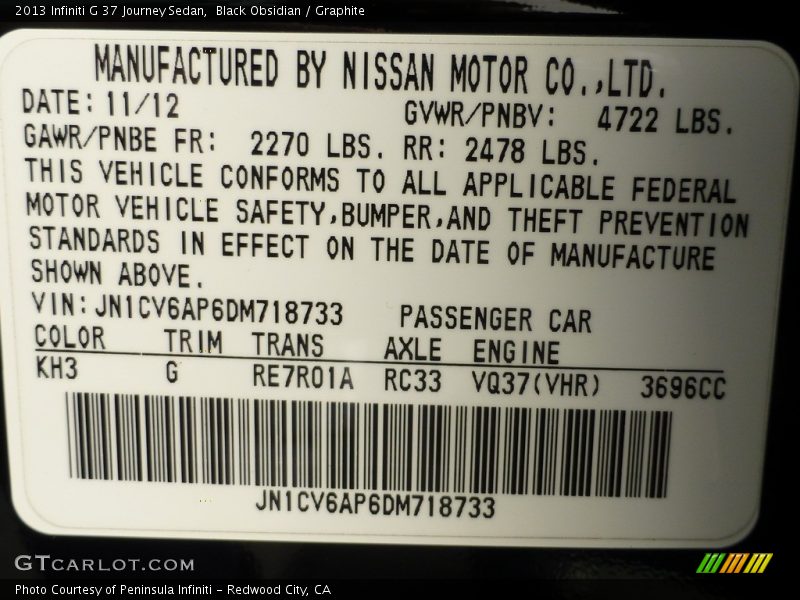 2013 Infiniti G 37 Journey Sedan,  Black Obsidian / Graphite
MANUFACTURED BY NISSAN MOTOR CO.,LTD.
DATE: 11/12 GVWR/PNBV: 4722 LBS.
GAWR/PNBE FR: 2270 LBS. RR: 2478 LBS.
THIS VEHICLE CONFORMS TO ALL APPLICABLE FEDERAL
MOTOR VEHICLE SAFETY,BUMPER,AND THEFT PREVENTION
STANDARDS IN EFFECT ON THE DATE OF MANUFACTURE
SHOWN ABOVE.
VIN: JN1CV6AP6DM718733 PASSENGER CAR
COLOR TRIM TRANS AXLE ENGINE
KH3 G RE7R01A RC33 VQ37(VHR) 3696CC
JN1CV6AP6DM718733
GTCARLOT.COM
Photo Courtesy of Peninsula Infiniti - Redwood City, CA